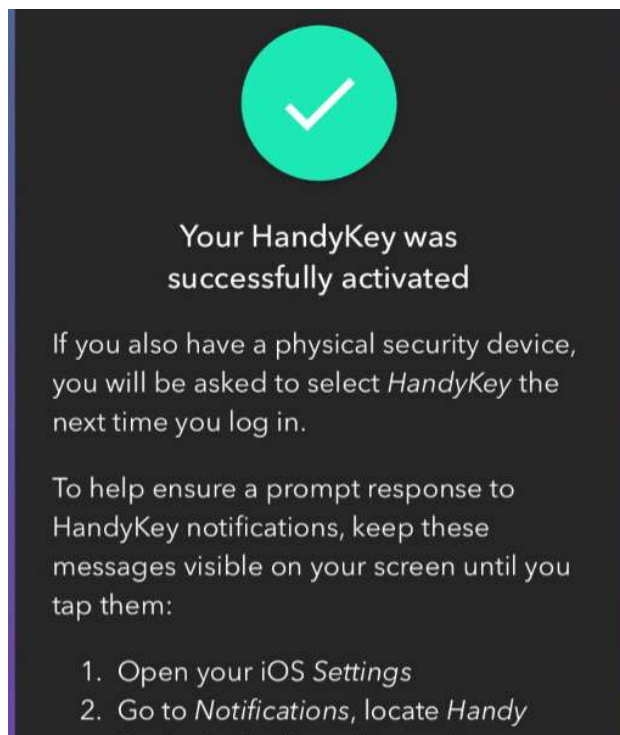 Your HandyKey was
successfully activated
If you also have a physical security device,
you will be asked to select HandyKey the
next time you log in.
To help ensure a prompt response to
HandyKey notifications, keep these
messages visible on your screen until you
tap them:
1. Open your iOS Settings
2. Go to Notifications, locate Handy